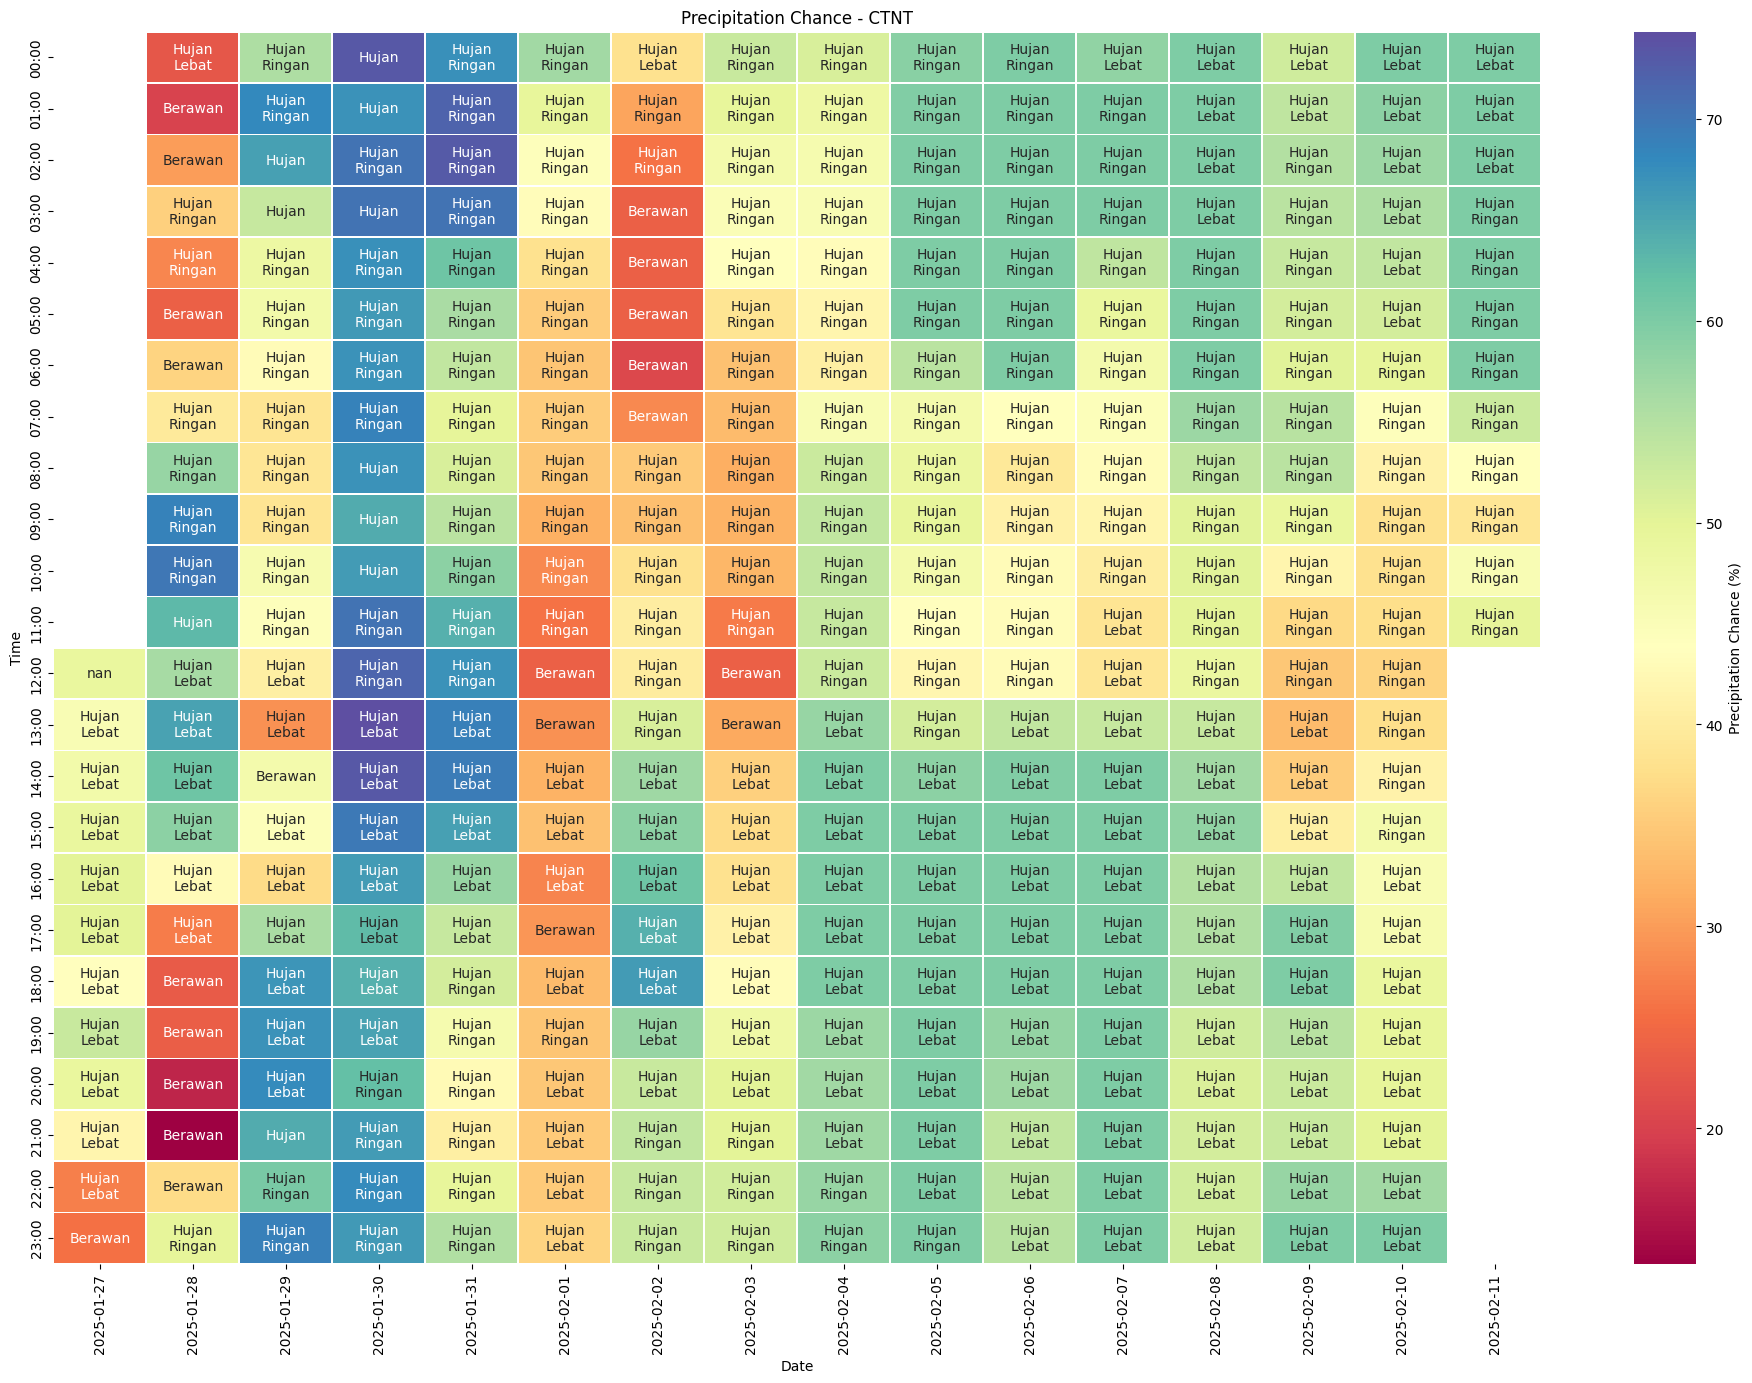 Precipitation Chance - CTNT
00:00 Hujan Lebat Hujan Ringan Hujan Hujan Ringan Hujan Ringan Hujan Lebat Hujan Ringan Hujan Ringan Hujan Ringan Hujan Ringan Hujan Lebat Hujan Lebat Hujan Lebat Hujan Lebat Hujan Lebat
01:00 Berawan Hujan Ringan Hujan Hujan Ringan Hujan Ringan Hujan Ringan Hujan Ringan Hujan Ringan Hujan Ringan Hujan Ringan Hujan Ringan Hujan Lebat Hujan Lebat Hujan Lebat Hujan Lebat
02:00 Berawan Hujan Hujan Ringan Hujan Ringan Hujan Ringan Hujan Ringan Hujan Ringan Hujan Ringan Hujan Ringan Hujan Ringan Hujan Ringan Hujan Lebat Hujan Ringan Hujan Lebat Hujan Lebat
03:00 Hujan Ringan Hujan Hujan Hujan Ringan Hujan Ringan Berawan Hujan Ringan Hujan Ringan Hujan Ringan Hujan Ringan Hujan Ringan Hujan Lebat Hujan Ringan Hujan Lebat Hujan Ringan
04:00 Hujan Ringan Hujan Ringan Hujan Ringan Hujan Ringan Hujan Ringan Berawan Hujan Ringan Hujan Ringan Hujan Ringan Hujan Ringan Hujan Ringan Hujan Ringan Hujan Ringan Hujan Lebat Hujan Ringan
05:00 Berawan Hujan Ringan Hujan Ringan Hujan Ringan Hujan Ringan Berawan Hujan Ringan Hujan Ringan Hujan Ringan Hujan Ringan Hujan Ringan Hujan Ringan Hujan Ringan Hujan Lebat Hujan Ringan
06:00 Berawan Hujan Ringan Hujan Ringan Hujan Ringan Hujan Ringan Berawan Hujan Ringan Hujan Ringan Hujan Ringan Hujan Ringan Hujan Ringan Hujan Ringan Hujan Ringan Hujan Ringan Hujan Ringan
07:00 Hujan Ringan Hujan Ringan Hujan Ringan Hujan Ringan Hujan Ringan Berawan Hujan Ringan Hujan Ringan Hujan Ringan Hujan Ringan Hujan Ringan Hujan Ringan Hujan Ringan Hujan Ringan Hujan Ringan
08:00 Hujan Ringan Hujan Ringan Hujan Hujan Ringan Hujan Ringan Hujan Ringan Hujan Ringan Hujan Ringan Hujan Ringan Hujan Ringan Hujan Ringan Hujan Ringan Hujan Ringan Hujan Ringan Hujan Ringan
09:00 Hujan Ringan Hujan Ringan Hujan Hujan Ringan Hujan Ringan Hujan Ringan Hujan Ringan Hujan Ringan Hujan Ringan Hujan Ringan Hujan Ringan Hujan Ringan Hujan Ringan Hujan Ringan Hujan Ringan
10:00 Hujan Ringan Hujan Ringan Hujan Hujan Ringan Hujan Ringan Hujan Ringan Hujan Ringan Hujan Ringan Hujan Ringan Hujan Ringan Hujan Ringan Hujan Ringan Hujan Ringan Hujan Ringan Hujan Ringan
11:00 Hujan Hujan Ringan Hujan Ringan Hujan Ringan Hujan Ringan Hujan Ringan Hujan Ringan Hujan Ringan Hujan Ringan Hujan Ringan Hujan Lebat Hujan Ringan Hujan Ringan Hujan Ringan Hujan Ringan
12:00 nan Hujan Lebat Hujan Lebat Hujan Ringan Hujan Ringan Berawan Hujan Ringan Berawan Hujan Ringan Hujan Ringan Hujan Ringan Hujan Lebat Hujan Ringan Hujan Ringan Hujan Ringan
13:00 Hujan Lebat Hujan Lebat Hujan Lebat Hujan Lebat Hujan Lebat Berawan Hujan Ringan Berawan Hujan Lebat Hujan Ringan Hujan Lebat Hujan Lebat Hujan Lebat Hujan Lebat Hujan Ringan
14:00 Hujan Lebat Hujan Lebat Berawan Hujan Lebat Hujan Lebat Hujan Lebat Hujan Lebat Hujan Lebat Hujan Lebat Hujan Lebat Hujan Lebat Hujan Lebat Hujan Lebat Hujan Lebat Hujan Ringan
15:00 Hujan Lebat Hujan Lebat Hujan Lebat Hujan Lebat Hujan Lebat Hujan Lebat Hujan Lebat Hujan Lebat Hujan Lebat Hujan Lebat Hujan Lebat Hujan Lebat Hujan Lebat Hujan Lebat Hujan Ringan
16:00 Hujan Lebat Hujan Lebat Hujan Lebat Hujan Lebat Hujan Lebat Hujan Lebat Hujan Lebat Hujan Lebat Hujan Lebat Hujan Lebat Hujan Lebat Hujan Lebat Hujan Lebat Hujan Lebat Hujan Lebat
17:00 Hujan Lebat Hujan Lebat Hujan Lebat Hujan Lebat Hujan Lebat Berawan Hujan Lebat Hujan Lebat Hujan Lebat Hujan Lebat Hujan Lebat Hujan Lebat Hujan Lebat Hujan Lebat Hujan Lebat
18:00 Hujan Lebat Berawan Hujan Lebat Hujan Lebat Hujan Ringan Hujan Lebat Hujan Lebat Hujan Lebat Hujan Lebat Hujan Lebat Hujan Lebat Hujan Lebat Hujan Lebat Hujan Lebat Hujan Lebat
19:00 Hujan Lebat Berawan Hujan Lebat Hujan Lebat Hujan Ringan Hujan Ringan Hujan Lebat Hujan Lebat Hujan Lebat Hujan Lebat Hujan Lebat Hujan Lebat Hujan Lebat Hujan Lebat Hujan Lebat
20:00 Hujan Lebat Berawan Hujan Lebat Hujan Ringan Hujan Ringan Hujan Lebat Hujan Lebat Hujan Lebat Hujan Lebat Hujan Lebat Hujan Lebat Hujan Lebat Hujan Lebat Hujan Lebat Hujan Lebat
21:00 Hujan Lebat Berawan Hujan Hujan Ringan Hujan Ringan Hujan Lebat Hujan Ringan Hujan Ringan Hujan Lebat Hujan Lebat Hujan Lebat Hujan Lebat Hujan Lebat Hujan Lebat Hujan Lebat
22:00 Hujan Lebat Berawan Hujan Ringan Hujan Ringan Hujan Ringan Hujan Lebat Hujan Ringan Hujan Ringan Hujan Ringan Hujan Lebat Hujan Lebat Hujan Lebat Hujan Lebat Hujan Lebat Hujan Lebat
23:00 Berawan Hujan Ringan Hujan Ringan Hujan Ringan Hujan Ringan Hujan Lebat Hujan Ringan Hujan Ringan Hujan Ringan Hujan Ringan Hujan Lebat Hujan Lebat Hujan Lebat Hujan Lebat Hujan Lebat
Time
2025-01-27 2025-01-28 2025-01-29 2025-01-30 2025-01-31 2025-02-01 2025-02-02 2025-02-03 2025-02-04 2025-02-05 2025-02-06 2025-02-07 2025-02-08 2025-02-09 2025-02-10 2025-02-11
Date
70
60
50
40
30
20
Precipitation Chance (%)